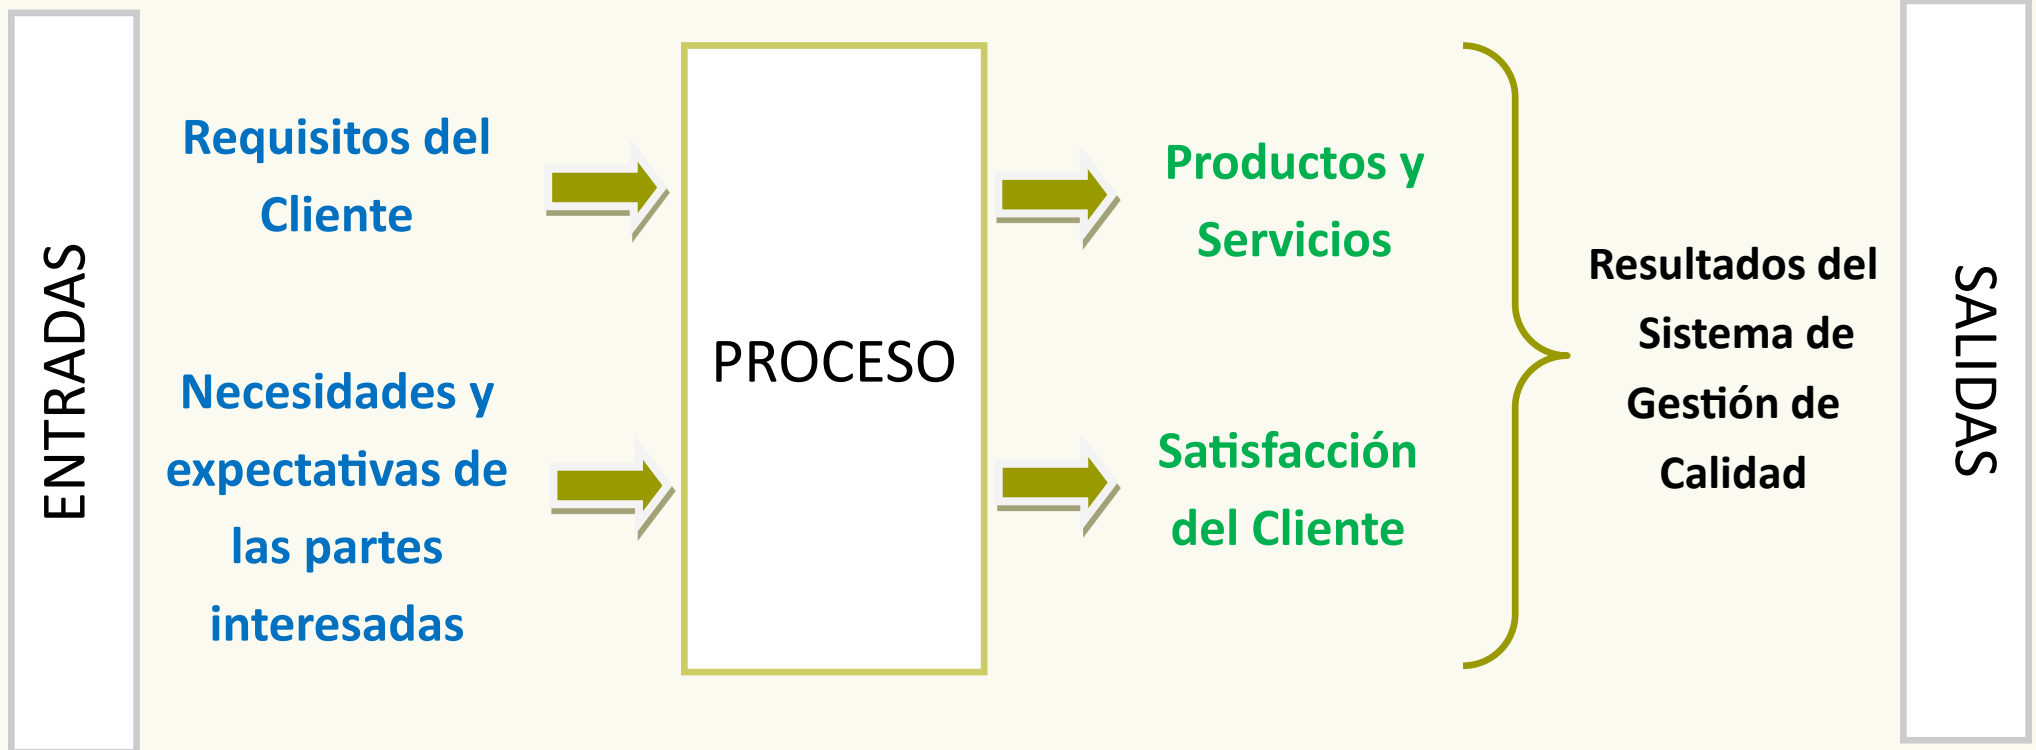 ENTRADAS
Requisitos del
Cliente
Necesidades y
expectativas de
las partes
interesadas
PROCESO
Productos y
Servicios
Satisfacción
del Cliente
Resultados del
Sistema de
Gestión de
Calidad
SALIDAS